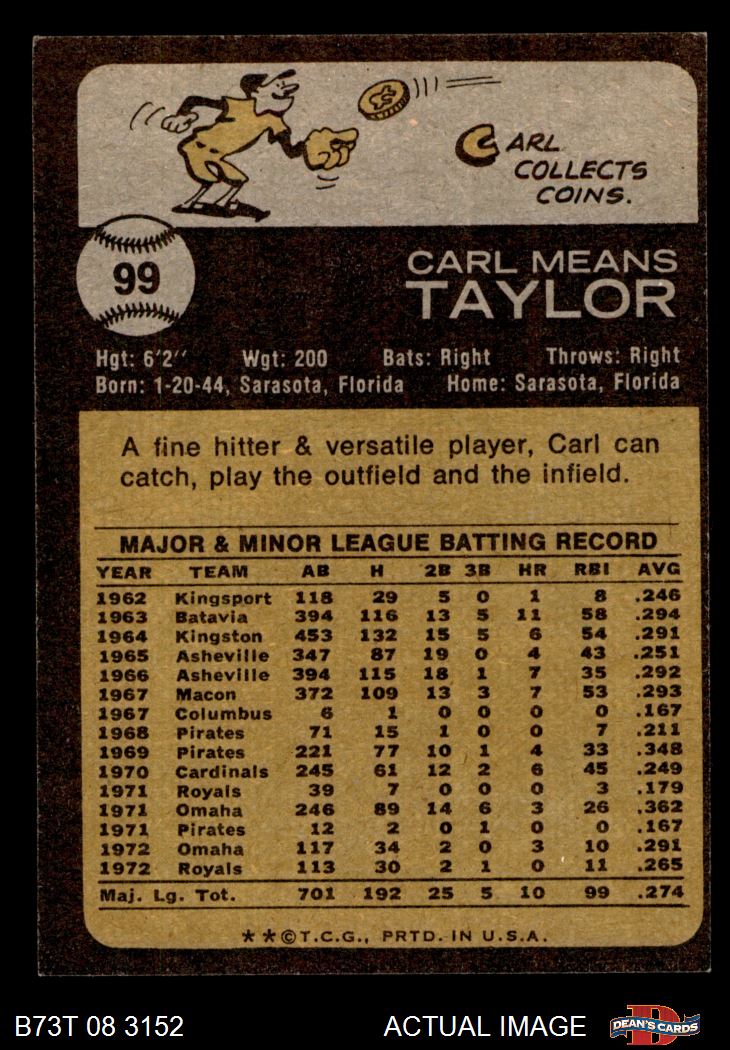 CARL
COLLECTS
COINS.
99
CARL MEANS
TAYLOR
Hgt: 6'2" Wgt: 200 Bats: Right Throws: Right
Born: 1-20-44, Sarasota, Florida Home: Sarasota, Florida
A fine hitter & versatile player, Carl can
catch, play the outfield and the infield.
MAJOR & MINOR LEAGUE BATTING RECORD
YEAR TEAM AB H 2B 3B HR RBI AVG
1962 Kingsport 118 29 5 0 1 8 .246
1963 Batavia 394 116 13 5 11 58 .294
1964 Kingston 453 132 15 5 6 54 .291
1965 Asheville 347 87 19 0 4 43 .251
1966 Asheville 394 115 18 1 7 35 .292
1967 Macon 372 109 13 3 7 53 .293
1967 Columbus 6 1 0 0 0 0 .167
1968 Pirates 71 15 1 0 0 7 .211
1969 Pirates 221 77 10 1 4 33 .348
1970 Cardinals 245 61 12 2 6 45 .249
1971 Royals 39 7 0 0 0 3 .179
1971 Omaha 246 89 14 6 3 26 .362
1971 Pirates 12 2 0 1 0 0 .167
1972 Omaha 117 34 2 0 3 10 .291
1972 Royals 113 30 2 1 0 11 .265
Maj. Lg. Tot. 701 192 25 5 10 99 .274
**©T.C.G., PRTD. IN U.S.A.
B73T 08 3152 ACTUAL IMAGE DEAN'S CARDS